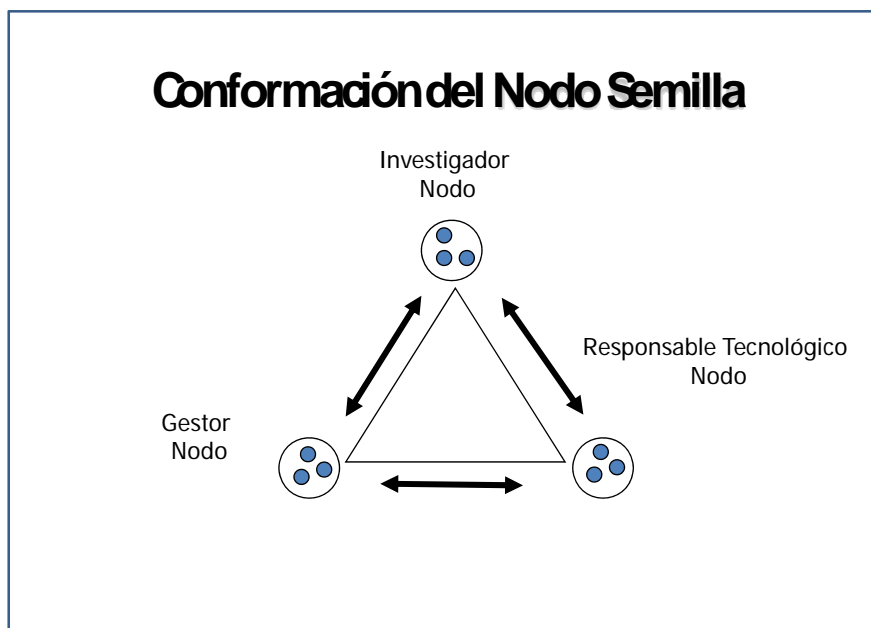 Conformación del Nodo Semilla
Investigador
Nodo
Responsable Tecnológico
Nodo
Gestor
Nodo